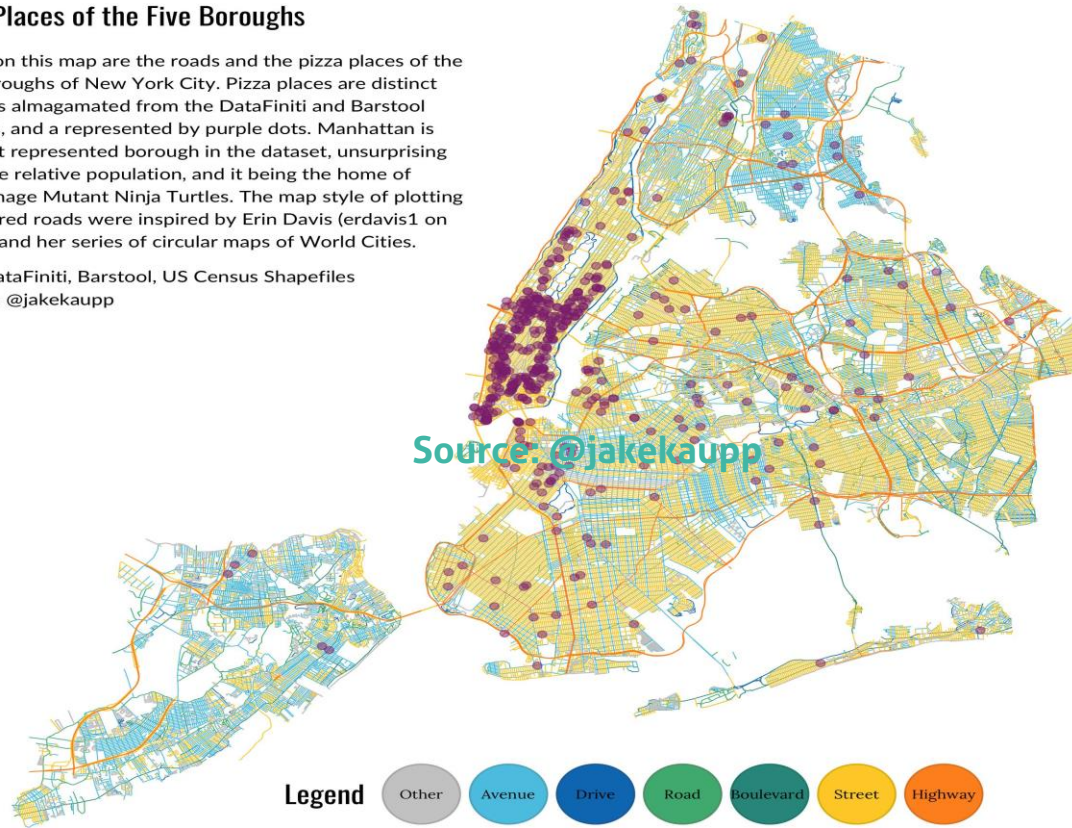 Places of the Five Boroughs
on this map are the roads and the pizza places of the
roughs of New York City. Pizza places are distinct
s almagamated from the DataFiniti and Barstool
, and a represented by purple dots. Manhattan is
t represented borough in the dataset, unsurprising
e relative population, and it being the home of
nage Mutant Ninja Turtles. The map style of plotting
red roads were inspired by Erin Davis (erdavis1 on
and her series of circular maps of World Cities.
ataFiniti, Barstool, US Census Shapefiles
@jakekaupp
Source: @jakekaupp
Legend Other Avenue Drive Road Boulevard Street Highway